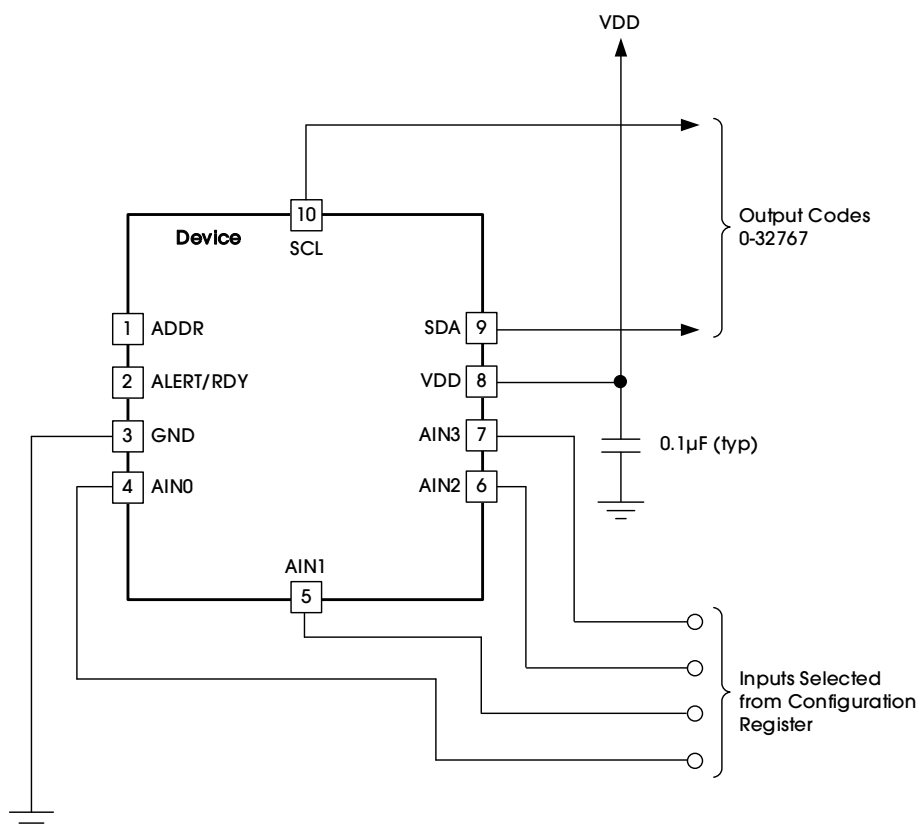 VDD
Output Codes
0-32767
10
Device
SCL
1 ADDR
SDA 9
2 ALERT/RDY
VDD 8
3 GND
AIN3 7
0.1µF (typ)
4 AIN0
AIN2 6
AIN1
5
Inputs Selected
from Configuration
Register